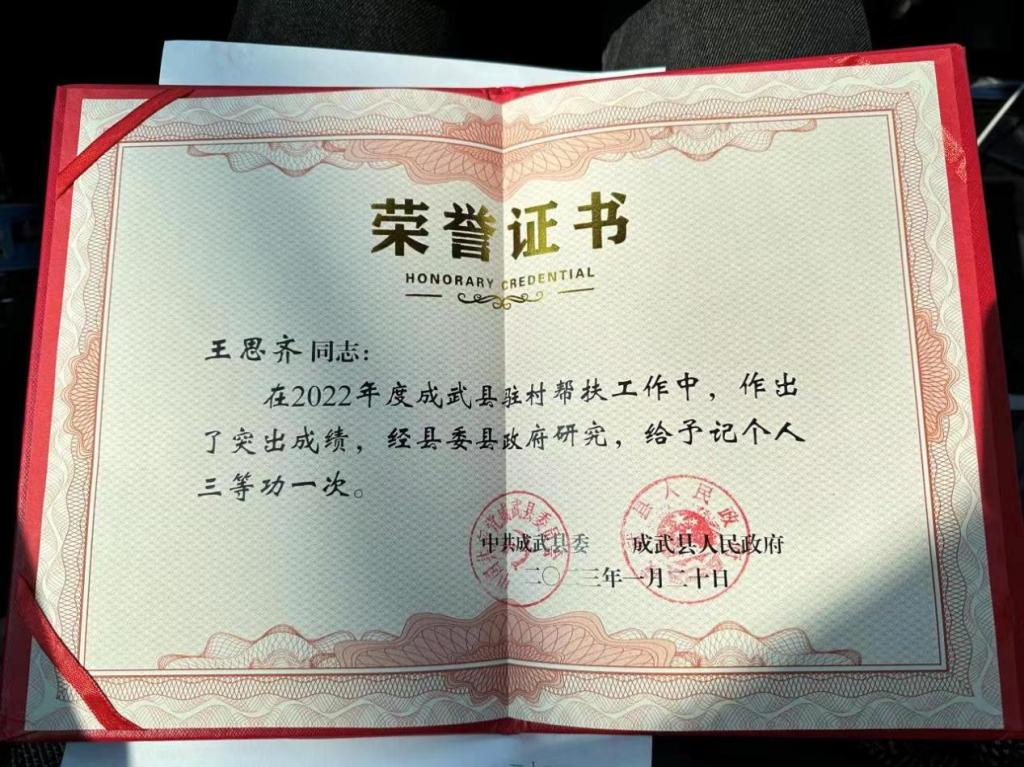 荣誉证书
HONORARY CREDENTIAL
王思齐同志：
在2022年度成武县驻村帮扶工作中，作出
了突出成绩，经县委县政府研究，给予记个人
三等功一次。
中共成武县委 成武县人民政府
二〇二三年一月二十日